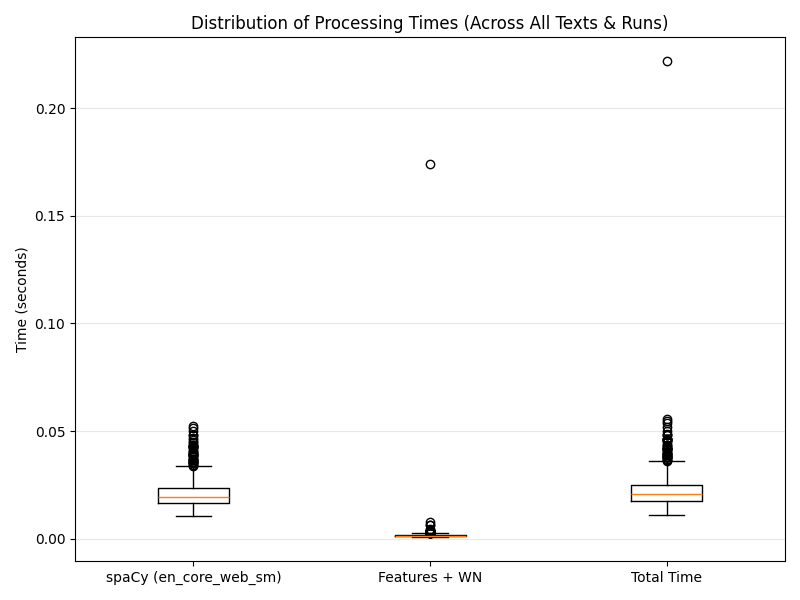 Distribution of Processing Times (Across All Texts & Runs)
Time (seconds)
0.20
0.15
0.10
0.05
0.00
spaCy (en_core_web_sm)
Features + WN
Total Time